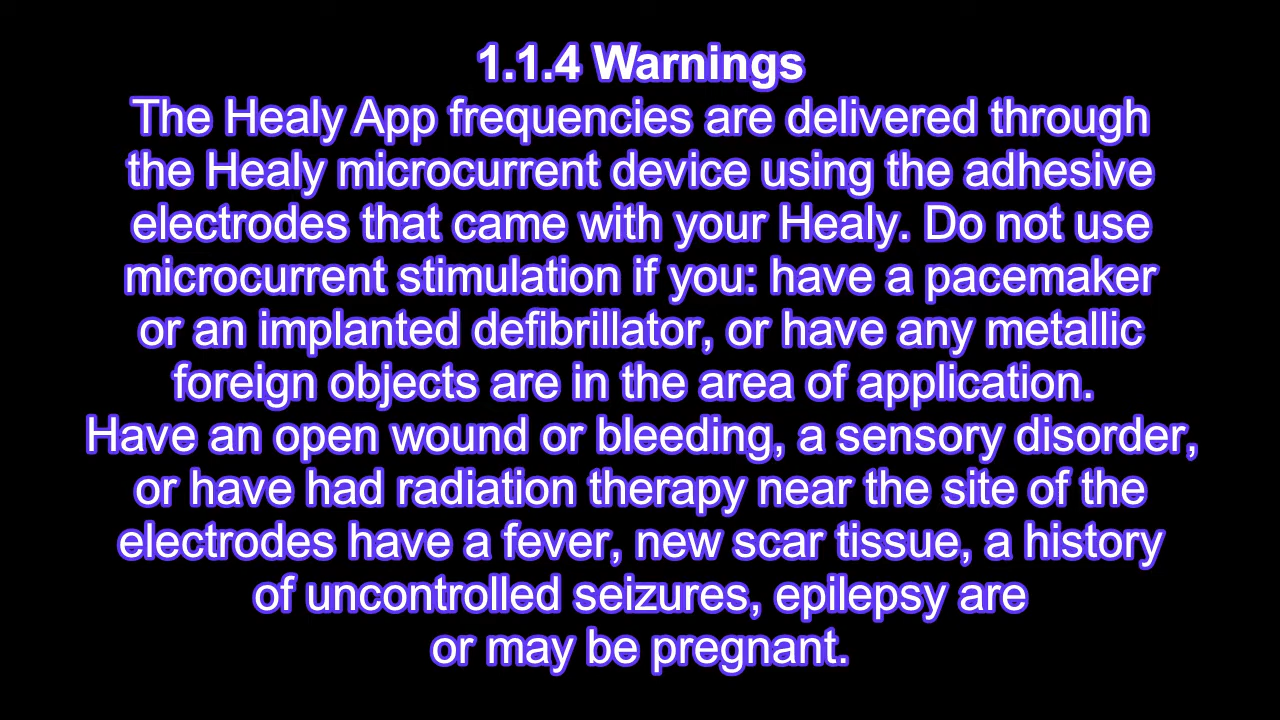 1.1.4 Warnings
The Healy App frequencies are delivered through
the Healy microcurrent device using the adhesive
electrodes that came with your Healy. Do not use
microcurrent stimulation if you: have a pacemaker
or an implanted defibrillator, or have any metallic
foreign objects are in the area of application.
Have an open wound or bleeding, a sensory disorder,
or have had radiation therapy near the site of the
electrodes have a fever, new scar tissue, a history
of uncontrolled seizures, epilepsy are
or may be pregnant.